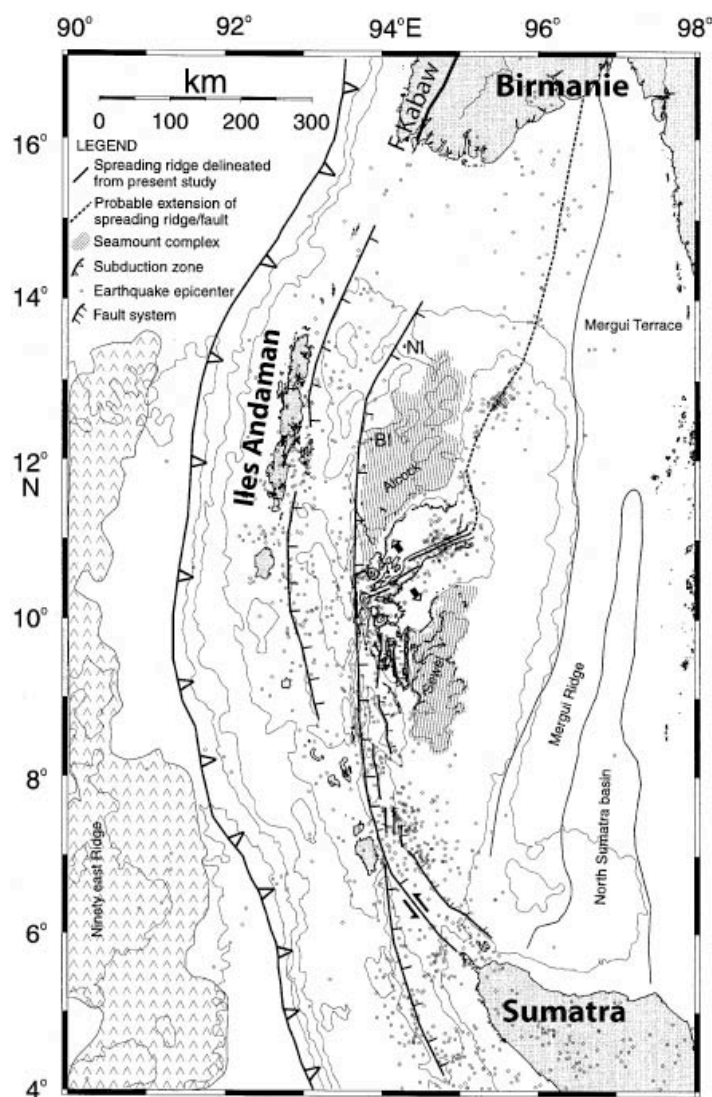 90°
92°
94°E
96°
98°
km
0 100 200 300
Birmanie
F. Kabaw
16°
LEGEND
Spreading ridge delineated
from present study
Probable extension of
spreading ridge/fault
Seamount complex
Subduction zone
Earthquake epicenter
Fault system
14°
Mergui Terrace
NI
Iles Andaman
BI
Alcock
12°
N
10°
Sewel
Mergui Ridge
8°
North Sumatra basin
Ninety east Ridge
6°
Sumatra
4°